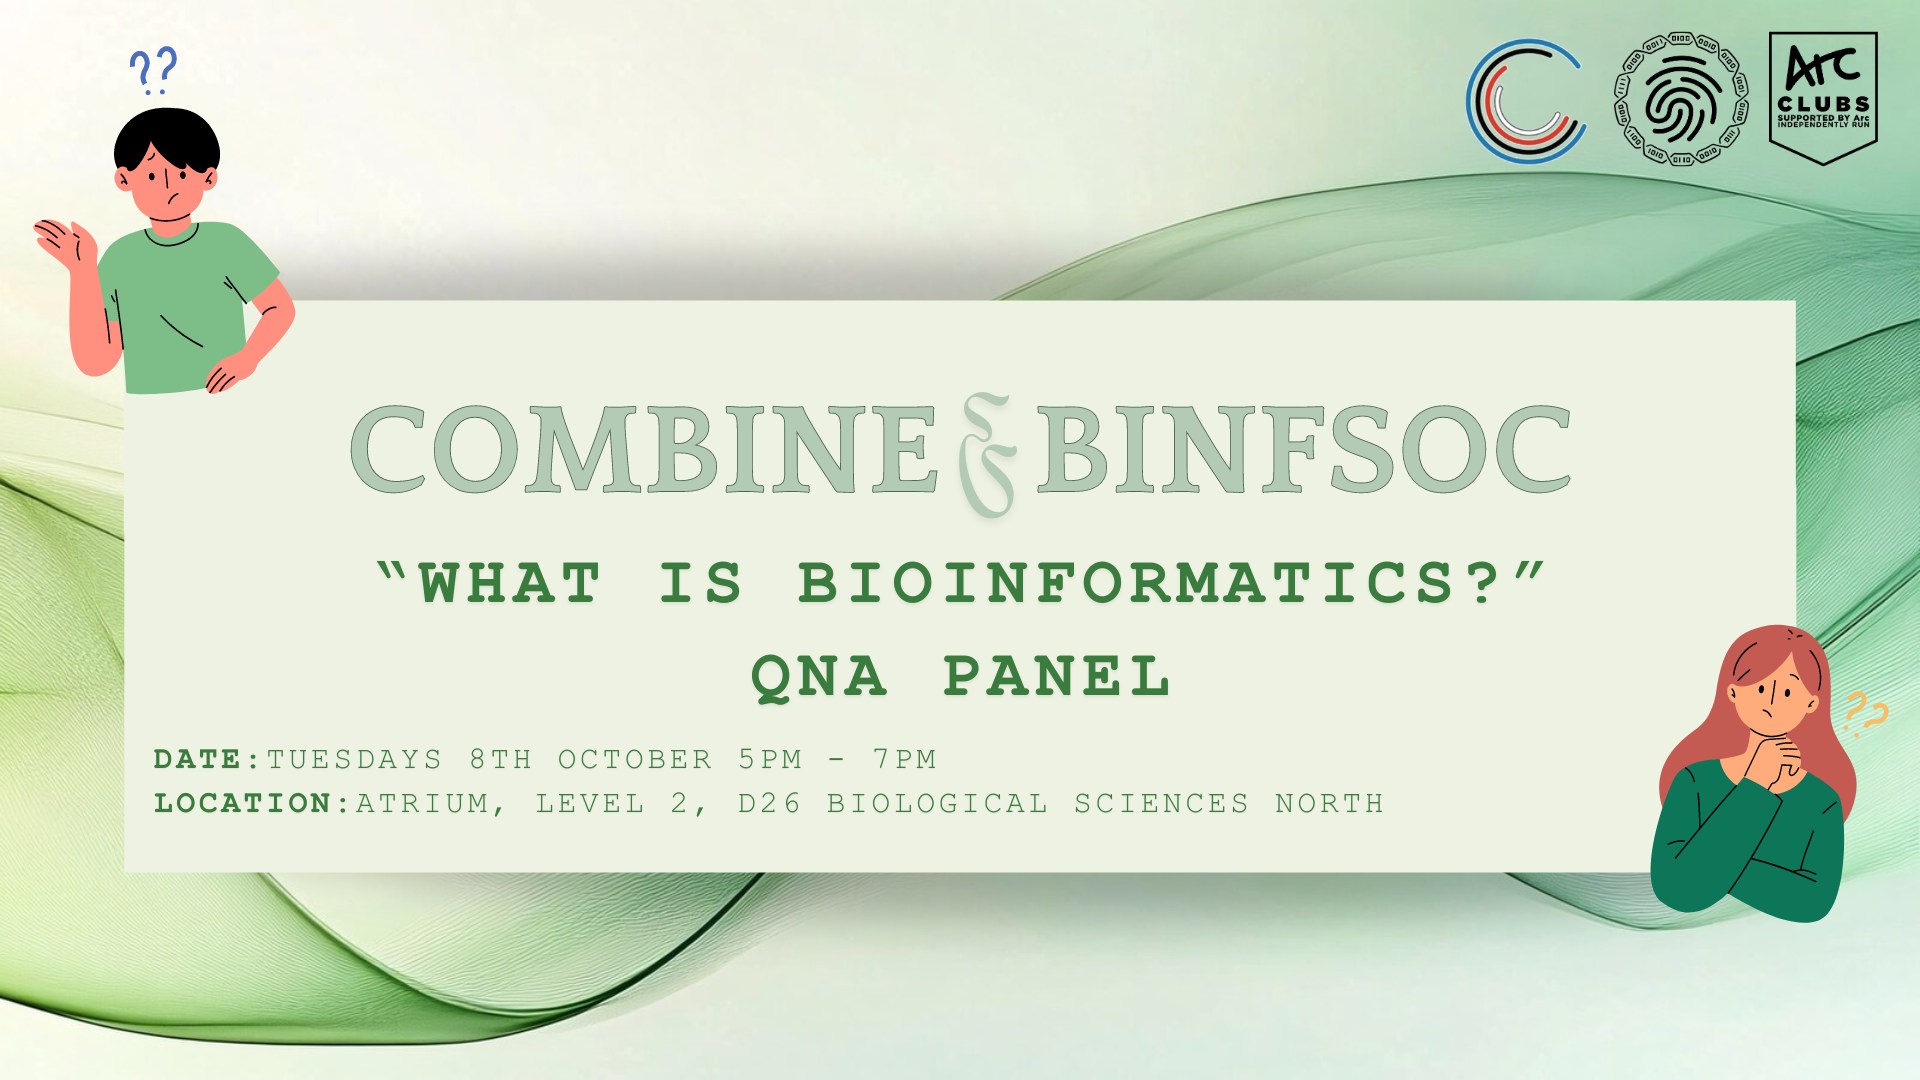 ??
ARC
CLUBS
SUPPORTED BY Arc
INDEPENDENTLY RUN
COMBINE & BINFSOC
“WHAT IS BIOINFORMATICS?”
QNA PANEL
??
DATE:TUESDAYS 8TH OCTOBER 5PM - 7PM
LOCATION:ATRIUM, LEVEL 2, D26 BIOLOGICAL SCIENCES NORTH